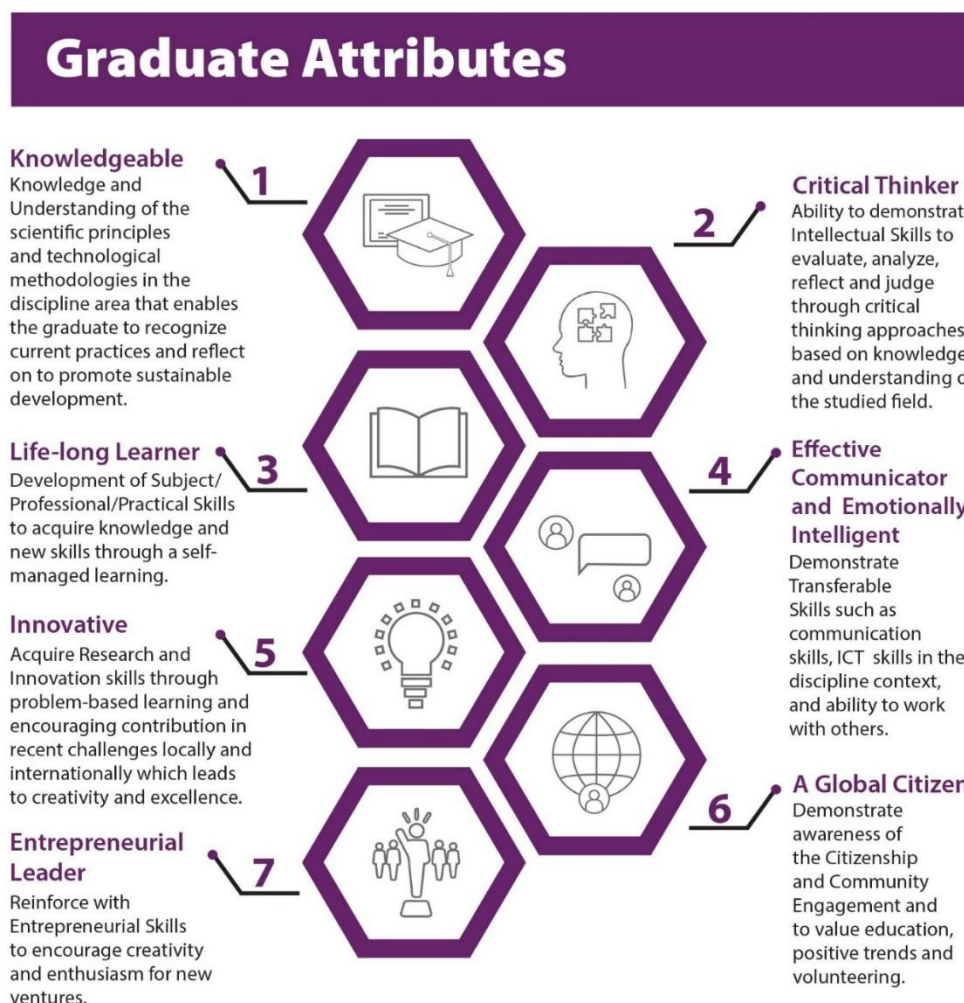 Graduate Attributes
1
Knowledgeable
Knowledge and
Understanding of the
scientific principles
and technological
methodologies in the
discipline area that enables
the graduate to recognize
current practices and reflect
on to promote sustainable
development.
2
Critical Thinker
Ability to demonstrat
Intellectual Skills to
evaluate, analyze,
reflect and judge
through critical
thinking approaches
based on knowledge
and understanding o
the studied field.
3
Life-long Learner
Development of Subject/
Professional/Practical Skills
to acquire knowledge and
new skills through a self-
managed learning.
4
Effective
Communicator
and Emotionally
Intelligent
Demonstrate
Transferable
Skills such as
communication
skills, ICT skills in the
discipline context,
and ability to work
with others.
5
Innovative
Acquire Research and
Innovation skills through
problem-based learning and
encouraging contribution in
recent challenges locally and
internationally which leads
to creativity and excellence.
6
A Global Citizen
Demonstrate
awareness of
the Citizenship
and Community
Engagement and
to value education,
positive trends and
volunteering.
7
Entrepreneurial
Leader
Reinforce with
Entrepreneurial Skills
to encourage creativity
and enthusiasm for new
ventures.